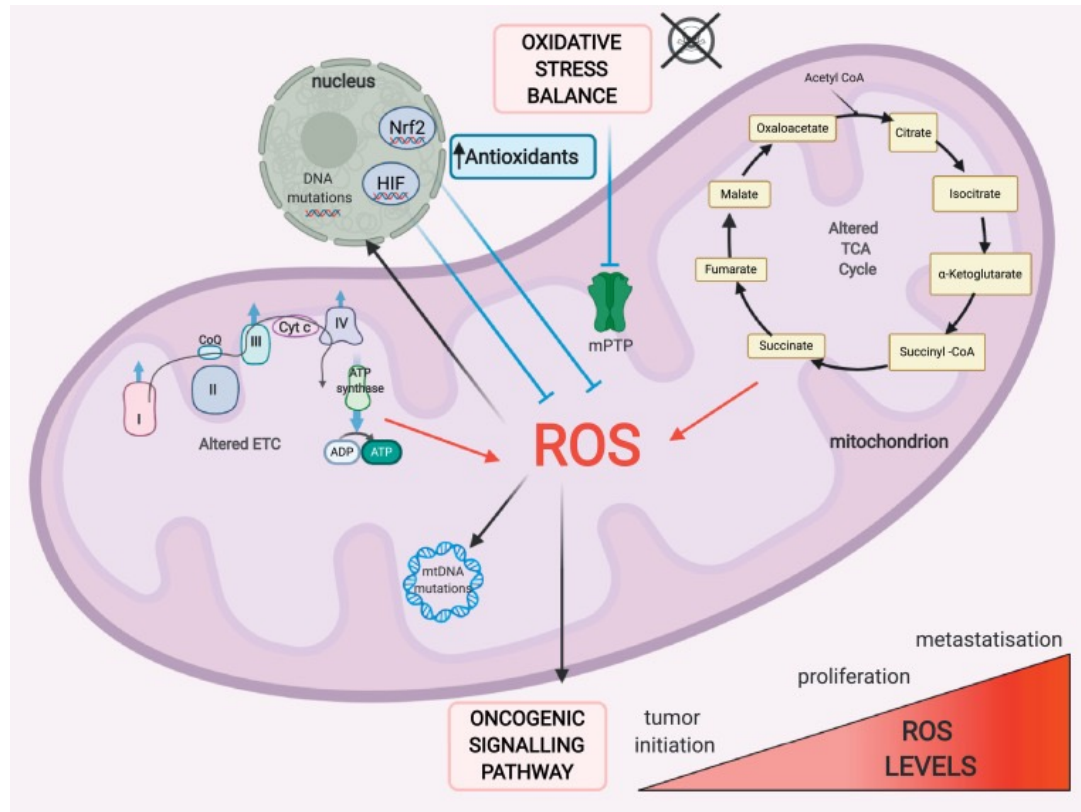 OXIDATIVE
STRESS
BALANCE
nucleus
Nrf2
HIF
DNA
mutations
Antioxidants
Acetyl CoA
Oxaloacetate
Citrate
Isocitrate
α-Ketoglutarate
Succinyl -CoA
Succinate
Fumarate
Malate
Altered
TCA
Cycle
mPTP
mitochondrion
I
CoQ
II
III
Cyt c
IV
ATP
synthase
ADP
ATP
Altered ETC
ROS
mtDNA
mutations
ONCOGENIC
SIGNALLING
PATHWAY
tumor
initiation
proliferation
metastatisation
ROS
LEVELS